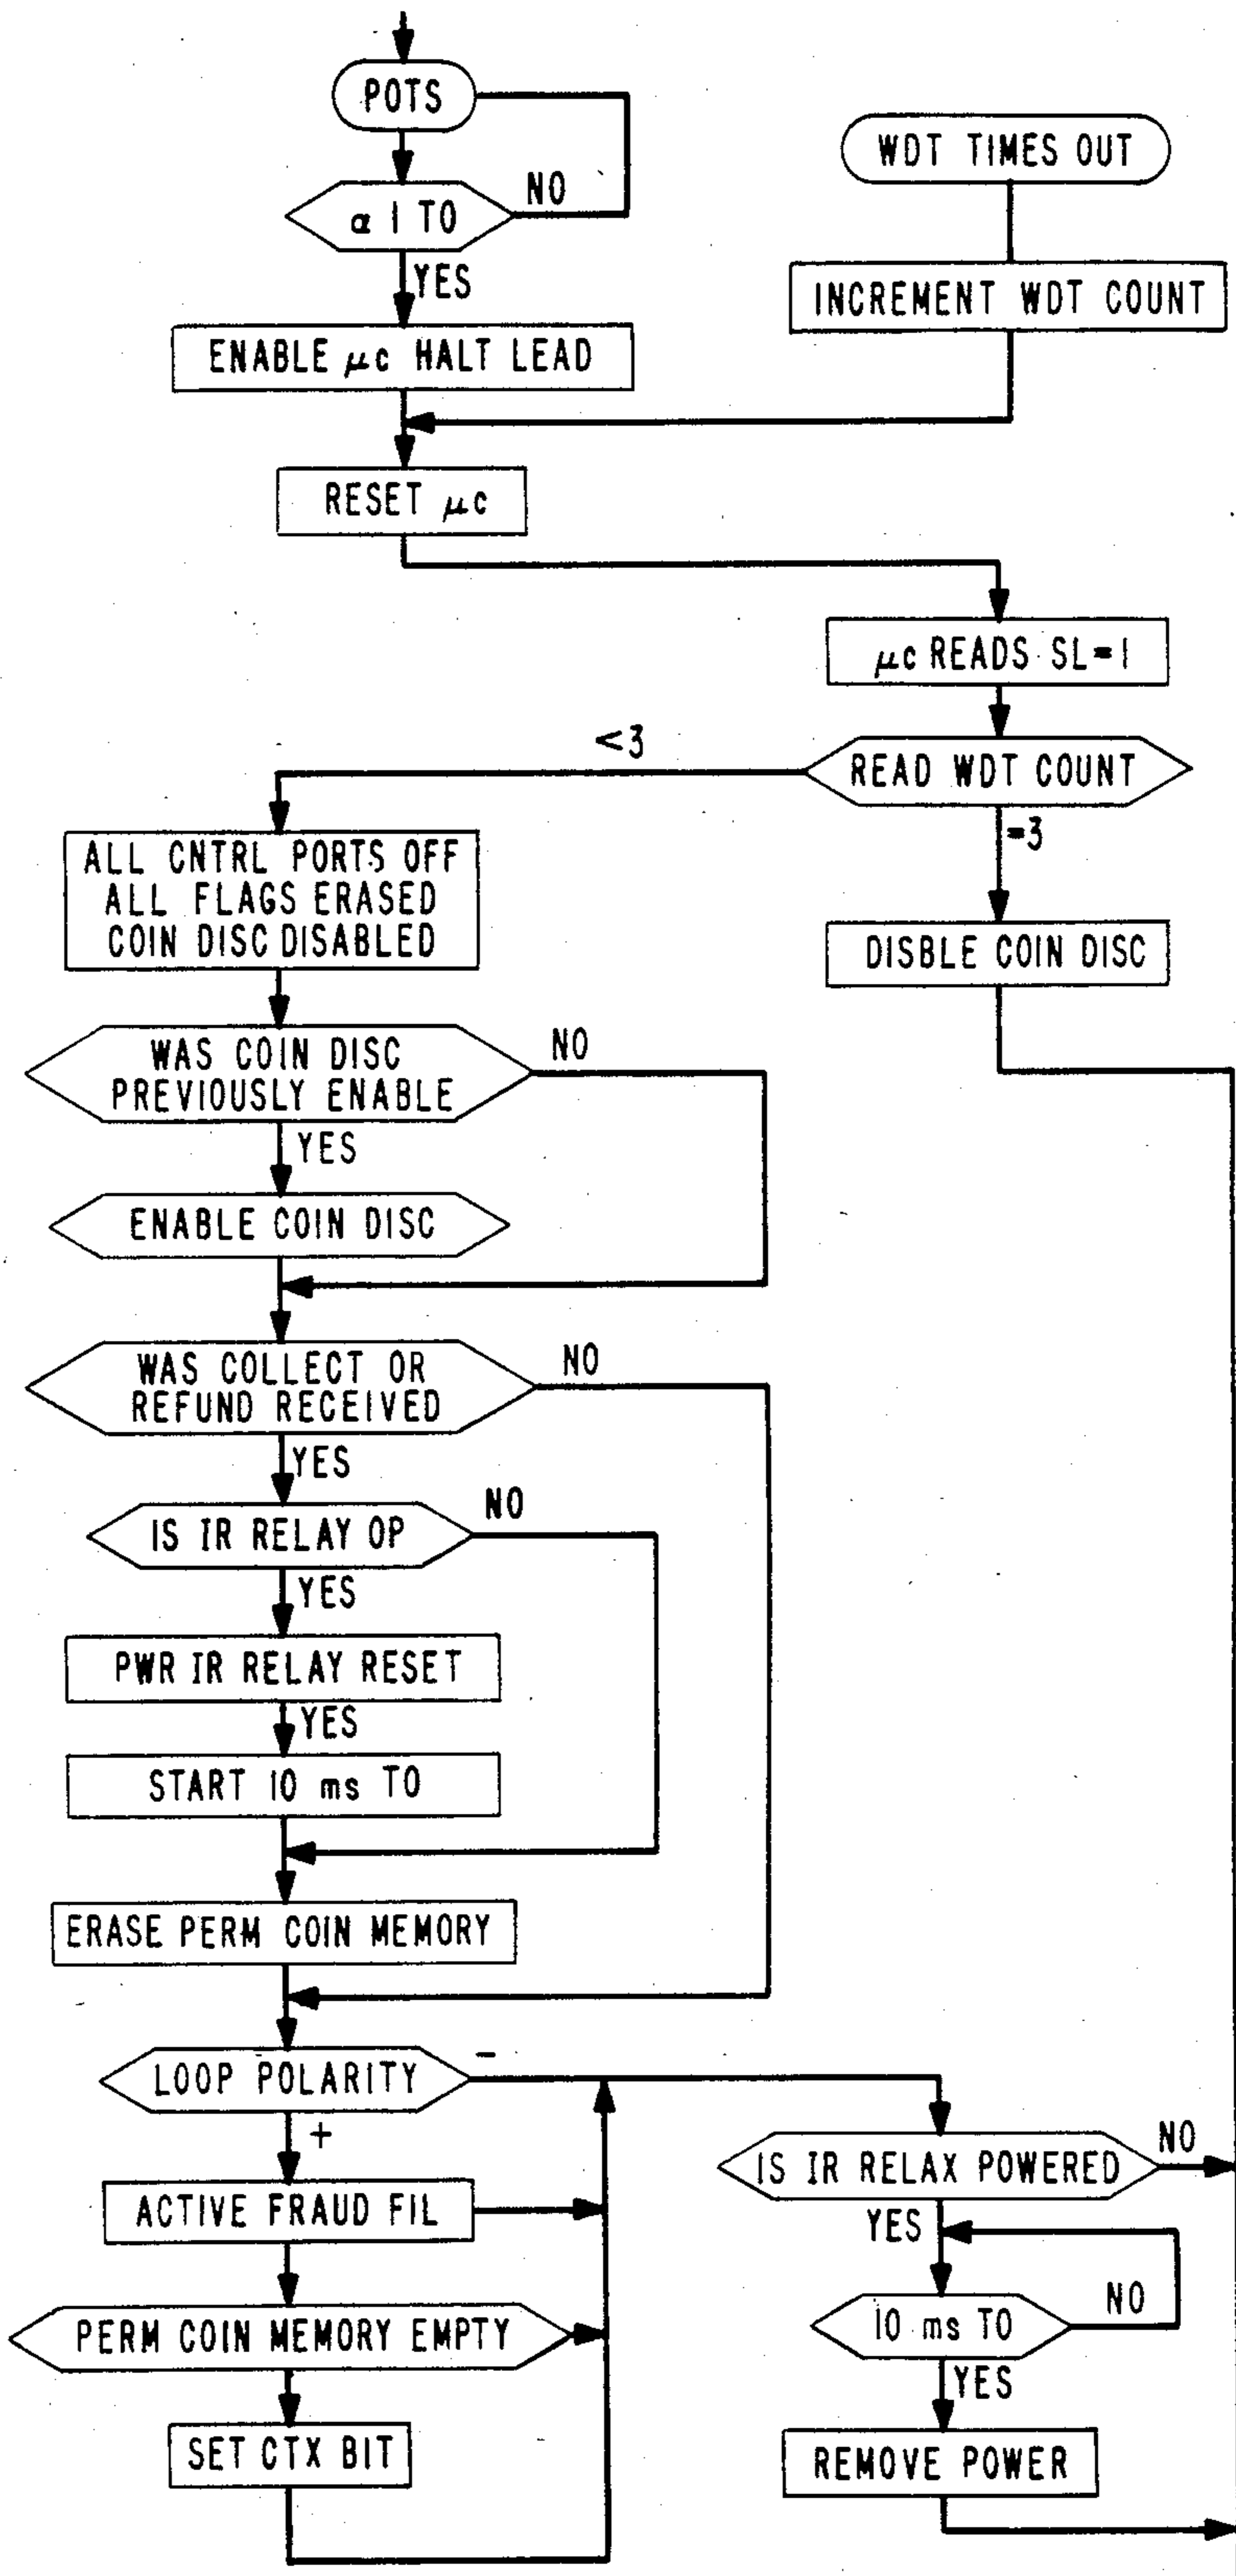 POTS
WDT TIMES OUT
α 1 TO
NO
YES
INCREMENT WDT COUNT
ENABLE μc HALT LEAD
RESET μc
μc READS SL=1
<3
READ WDT COUNT
=3
ALL CNTRL PORTS OFF
ALL FLAGS ERASED
COIN DISC DISABLED
DISBLE COIN DISC
WAS COIN DISC
PREVIOUSLY ENABLE
NO
YES
ENABLE COIN DISC
WAS COLLECT OR
REFUND RECEIVED
NO
YES
IS IR RELAY OP
NO
YES
PWR IR RELAY RESET
YES
START 10 ms TO
ERASE PERM COIN MEMORY
LOOP POLARITY
-
+
IS IR RELAX POWERED
NO
YES
ACTIVE FRAUD FIL
10 ms TO
NO
YES
PERM COIN MEMORY EMPTY
SET CTX BIT
REMOVE POWER